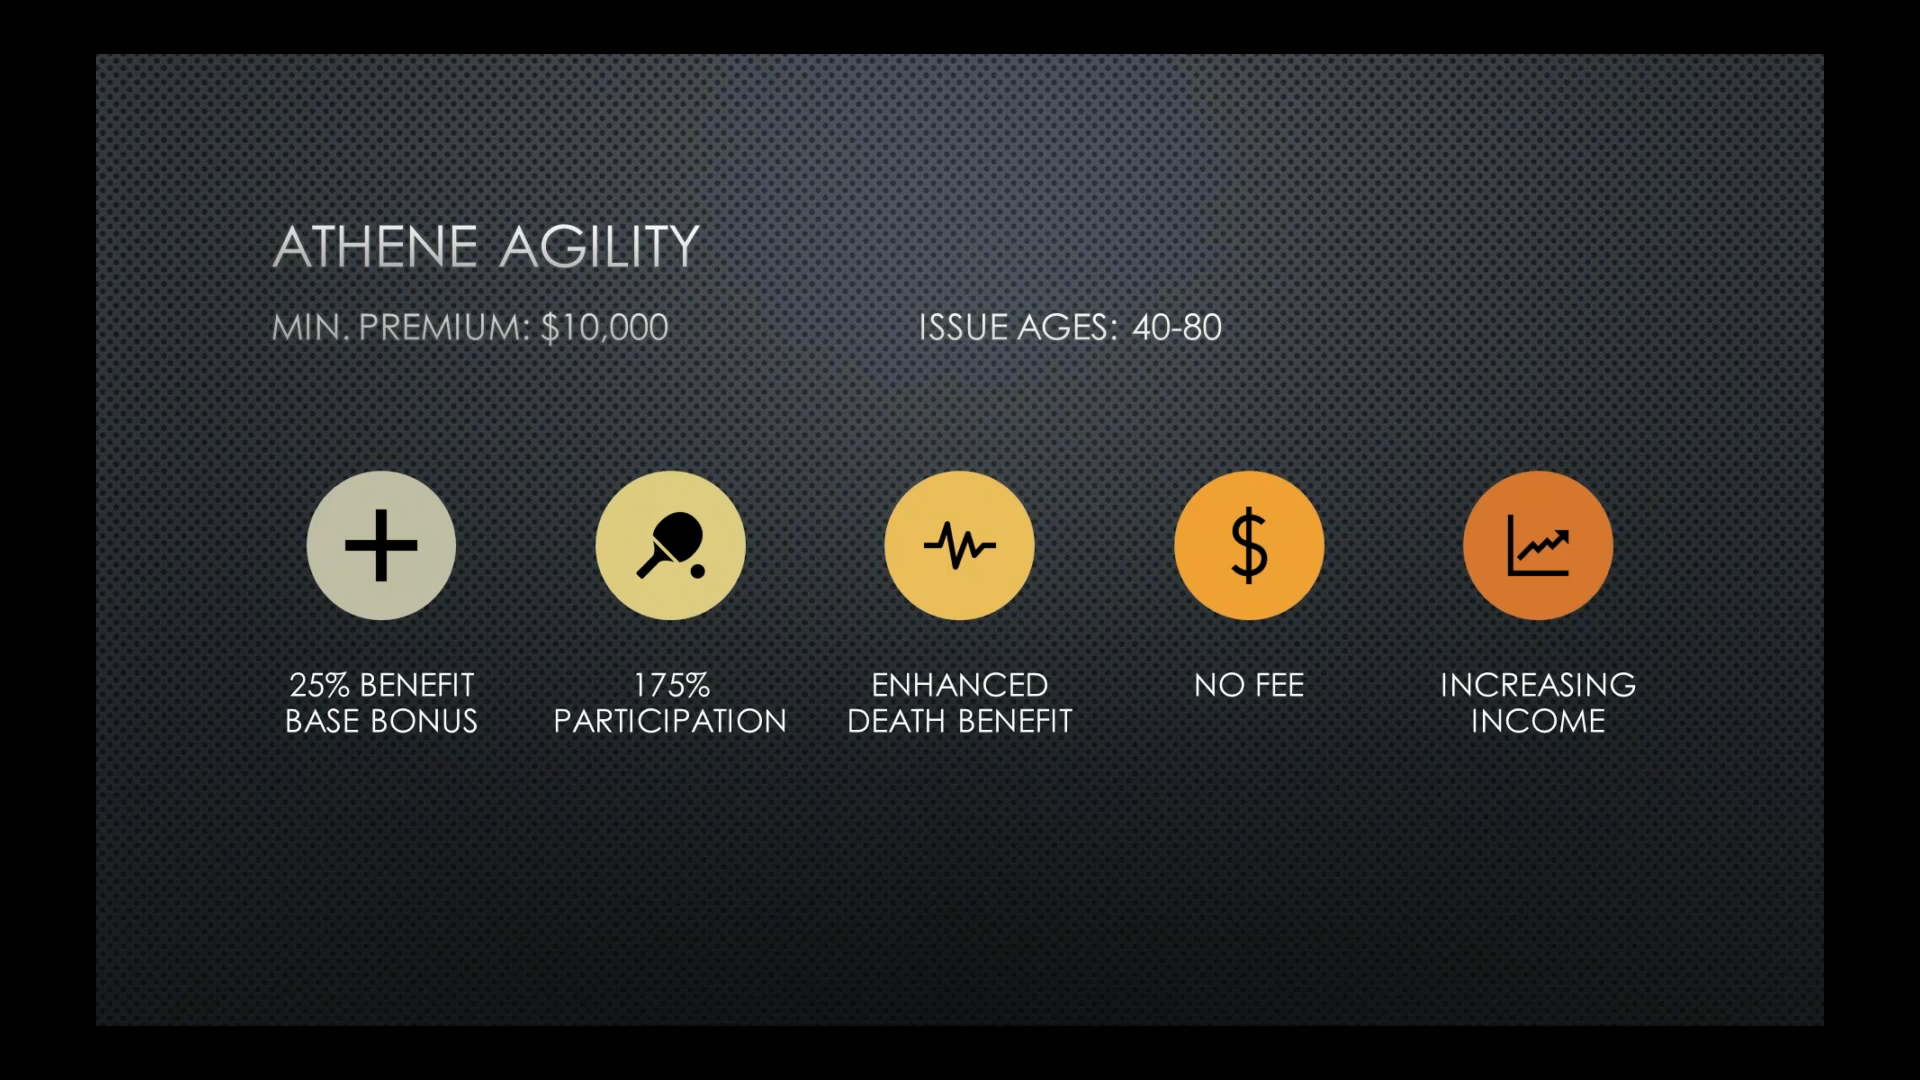 ATHENE AGILITY
MIN. PREMIUM: $10,000
ISSUE AGES: 40-80
25% BENEFIT
BASE BONUS
175%
PARTICIPATION
ENHANCED
DEATH BENEFIT
NO FEE
INCREASING
INCOME